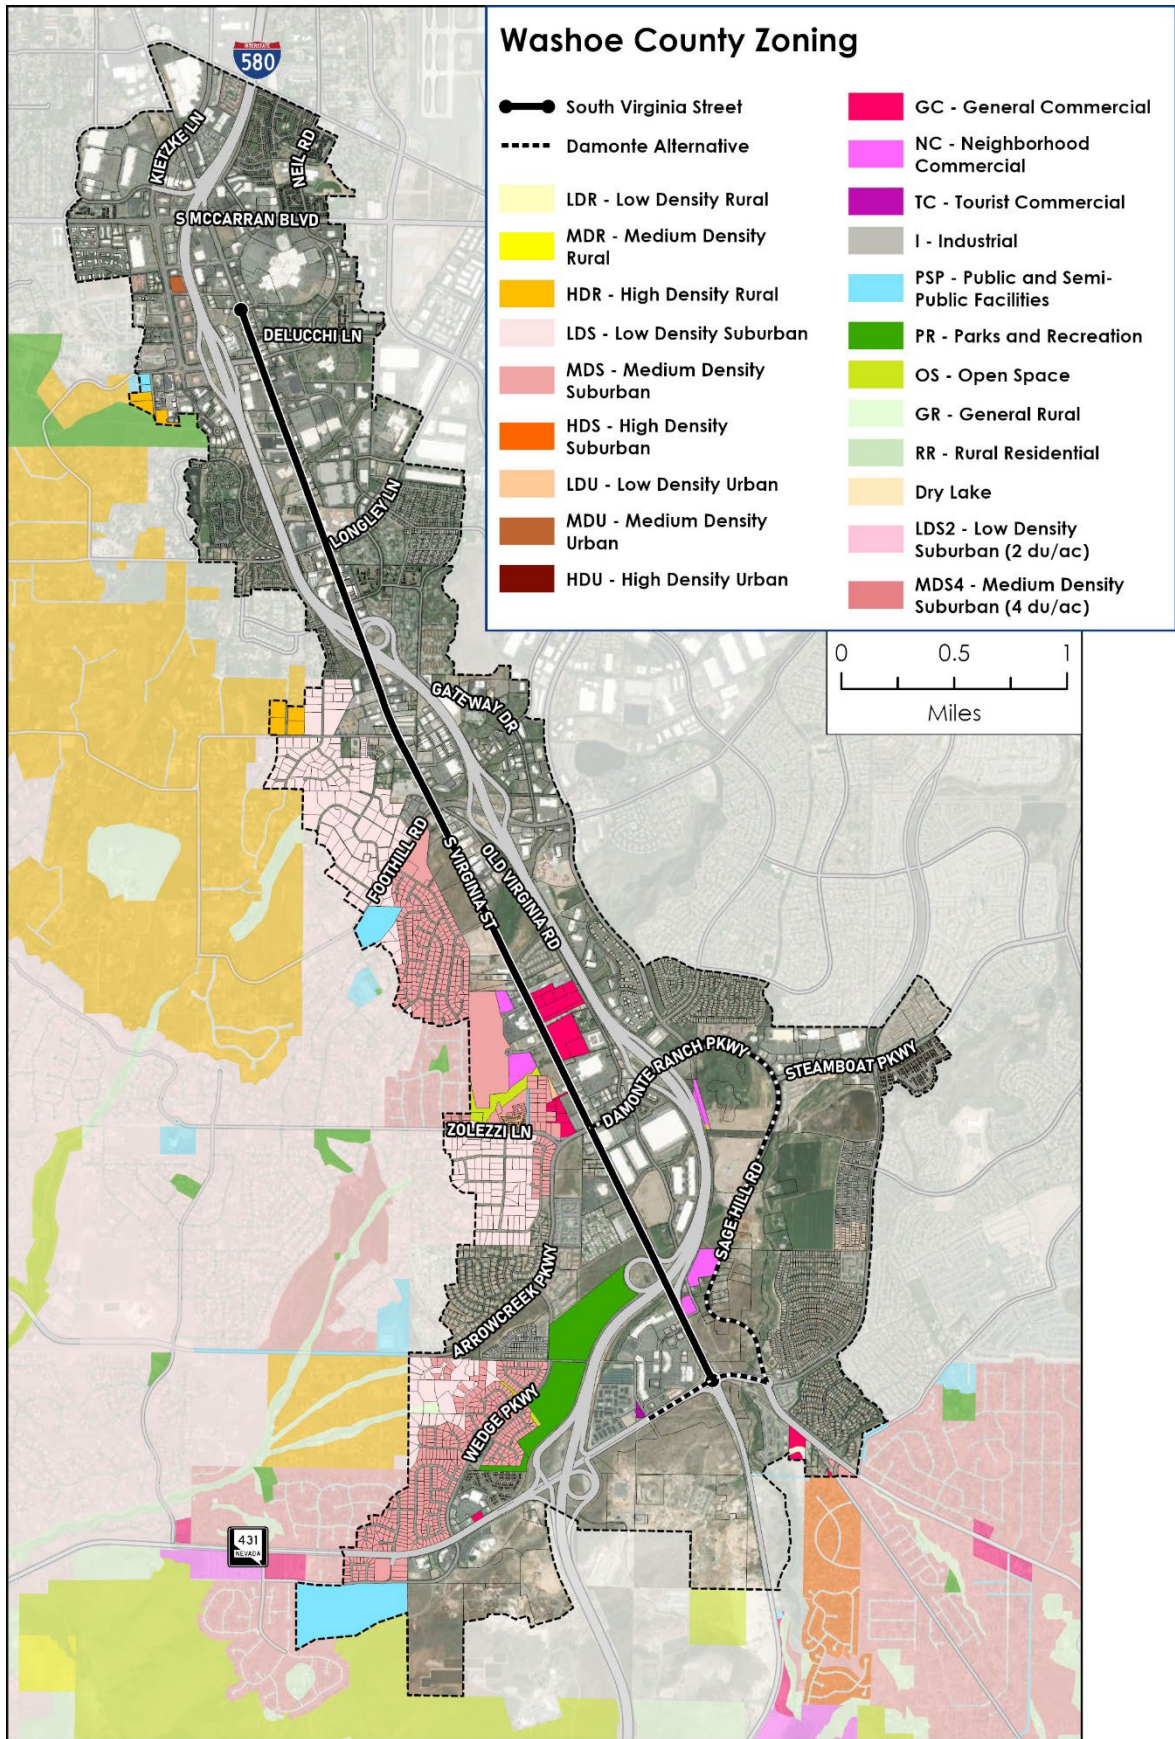 Washoe County Zoning
South Virginia Street
Damonte Alternative
LDR - Low Density Rural
MDR - Medium Density
Rural
HDR - High Density Rural
LDS - Low Density Suburban
MDS - Medium Density
Suburban
HDS - High Density
Suburban
LDU - Low Density Urban
MDU - Medium Density
Urban
HDU - High Density Urban
GC - General Commercial
NC - Neighborhood
Commercial
TC - Tourist Commercial
I - Industrial
PSP - Public and Semi-
Public Facilities
PR - Parks and Recreation
OS - Open Space
GR - General Rural
RR - Rural Residential
Dry Lake
LDS2 - Low Density
Suburban (2 du/ac)
MDS4 - Medium Density
Suburban (4 du/ac)
0 0.5 1
Miles
INTERSTATE
580
KIETZKE LN
NEIL RD
S MCCARRAN BLVD
DELUCCHI LN
LONGLEY LN
GATEWAY DR
FOOTHILL RD
S VIRGINIA ST
OLD VIRGINIA RD
DAMONTE RANCH PKWY
STEAMBOAT PKWY
ZOLEZZI LN
SAGE HILL RD
ARROWCREEK PKWY
WEDGE PKWY
431
NEVADA